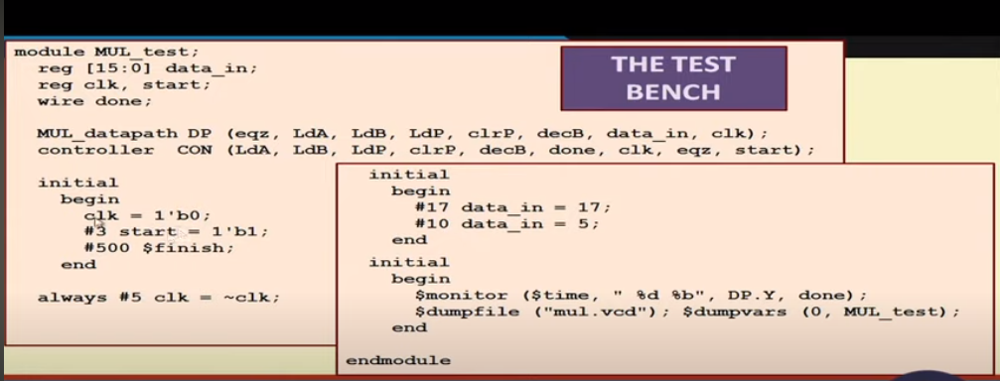 THE TEST
BENCH
module MUL_test;
reg [15:0] data_in;
reg clk, start;
wire done;
MUL_datapath DP (eqz, LdA, LdB, LdP, clrP, decB, data_in, clk);
controller CON (LdA, LdB, LdP, clrP, decB, done, clk, eqz, start);
initial
begin
clk = 1'b0;
#3 start = 1'b1;
#500 $finish;
end
always #5 clk = ~clk;
initial
begin
#17 data_in = 17;
#10 data_in = 5;
end
initial
begin
$monitor ($time, " %d %b", DP.Y, done);
$dumpfile ("mul.vcd"); $dumpvars (0, MUL_test);
end
endmodule